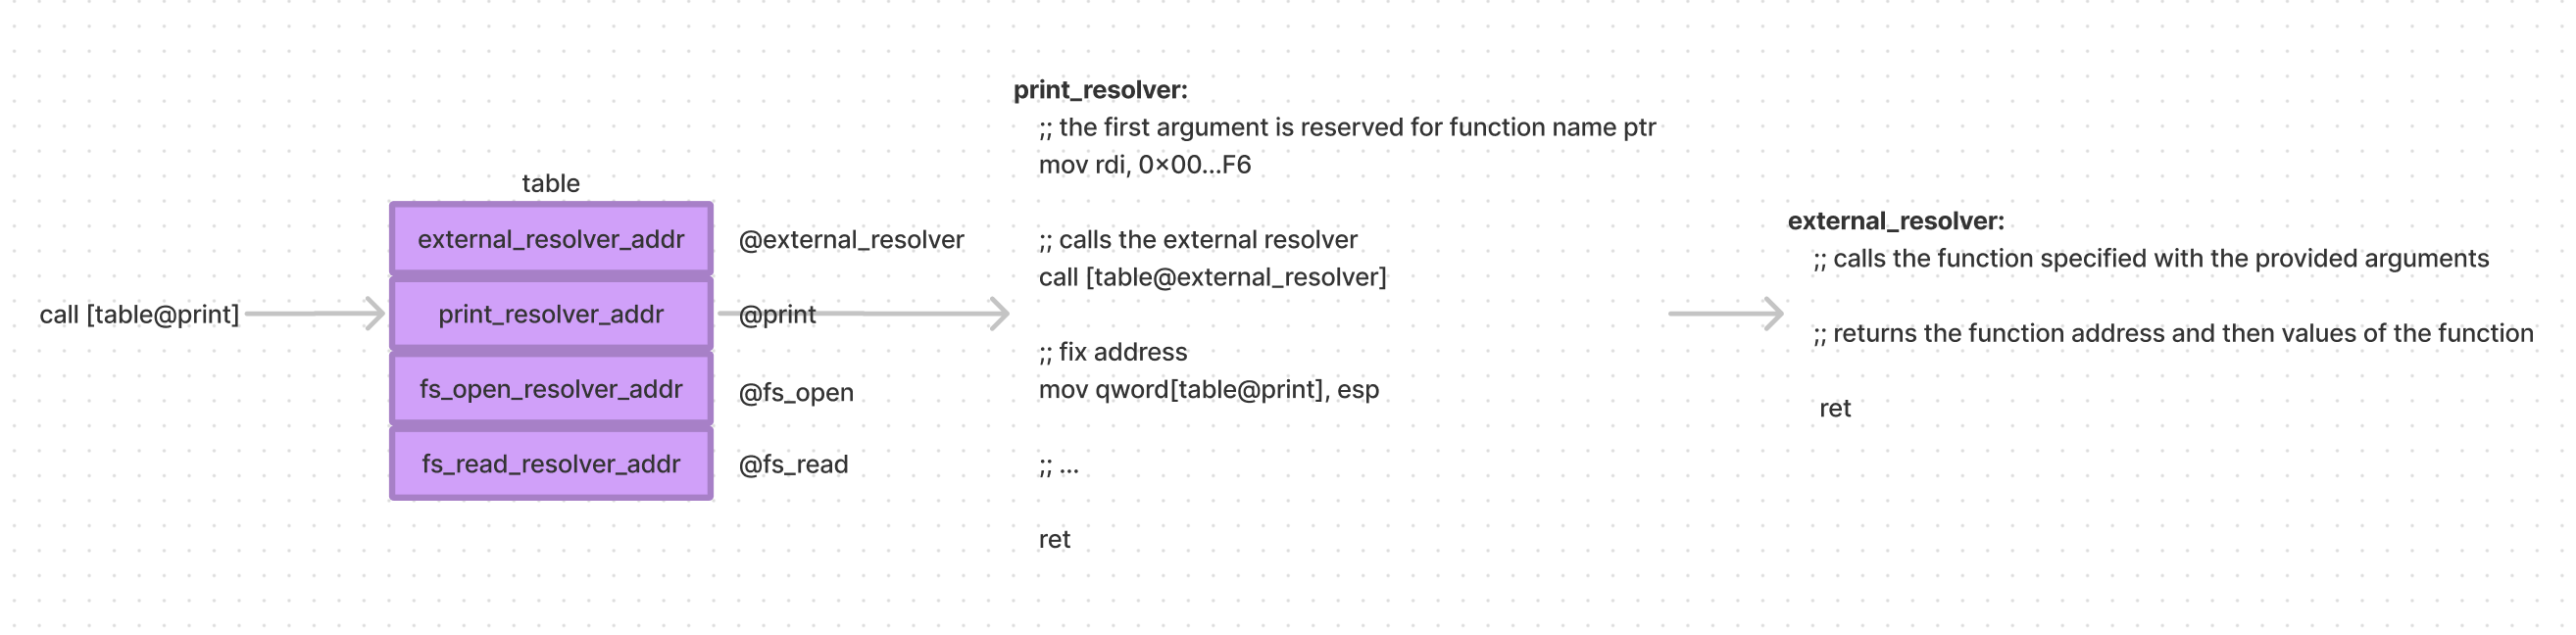 call [table@print]
table
external_resolver_addr
print_resolver_addr
fs_open_resolver_addr
fs_read_resolver_addr
@external_resolver
@print
@fs_open
@fs_read
print_resolver:
;; the first argument is reserved for function name ptr
mov rdi, 0×00...F6
;; calls the external resolver
call [table@external_resolver]
;; fix address
mov qword[table@print], esp
;; ...
ret
external_resolver:
;; calls the function specified with the provided arguments
;; returns the function address and then values of the function
ret